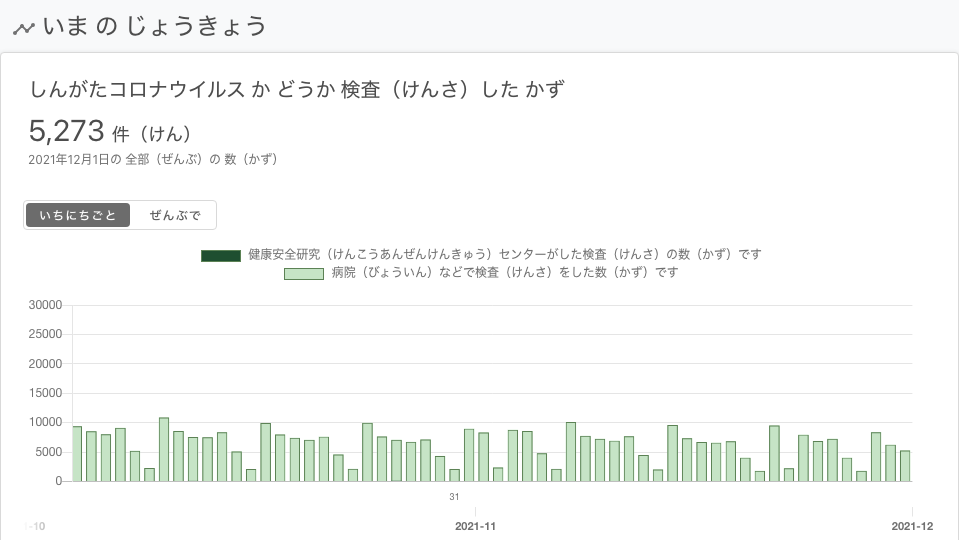 いま の じょうきょう
しんがたコロナウイルス か どうか 検査（けんさ）した かず
5,273 件（けん）
2021年12月1日の 全部（ぜんぶ）の 数（かず）
いちにちごと ぜんぶで
健康安全研究（けんこうあんぜんけんきゅう）センターがした検査（けんさ）の数（かず）です
病院（びょういん）などで検査（けんさ）をした数（かず）です
30000
25000
20000
15000
10000
5000
0
31
-10 2021-11 2021-12